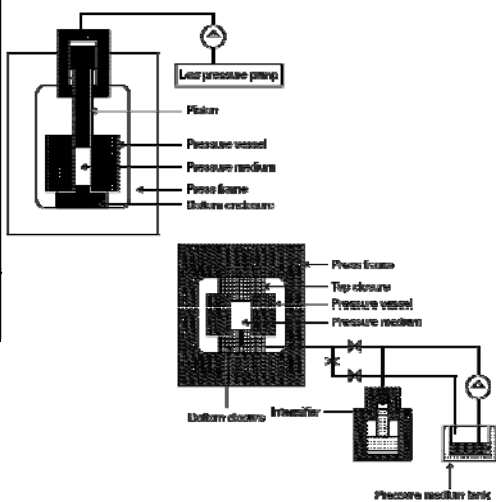 Low pressure pump
Piston
Pressure vessel
Pressure medium
Press frame
Bottom enclosure
Press frame
Top closure
Pressure vessel
Pressure medium
Bottom closure
Intensifier
Pressure medium tank